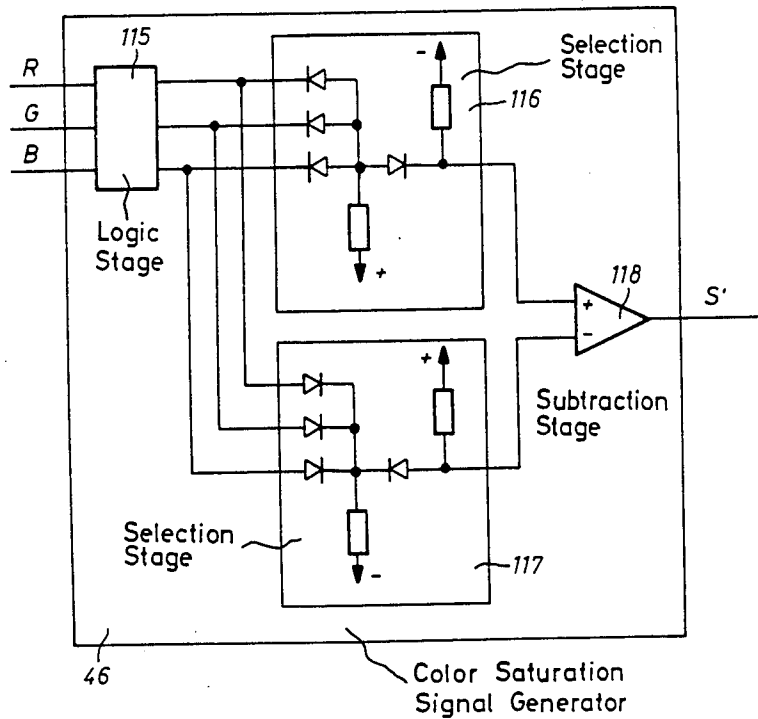 115
R
G
B
Logic
Stage
-
+
Selection
Stage
116
+
-
118
S'
+
-
Subtraction
Stage
Selection
Stage
117
46
Color Saturation
Signal Generator